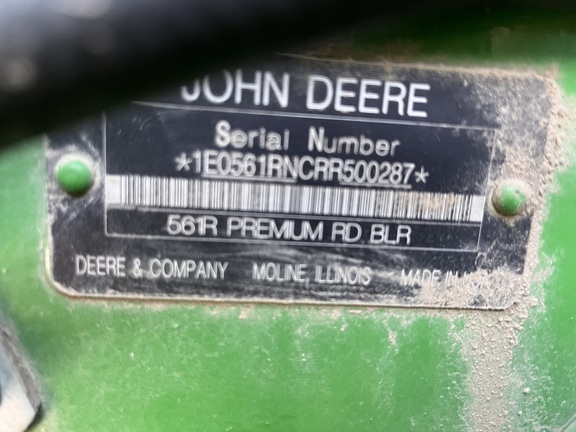 JOHN DEERE
Serial Number
*1E0561RNCRR500287*
561R PREMIUM RD BLR
DEERE & COMPANY MOLINE, ILLINOIS MADE IN